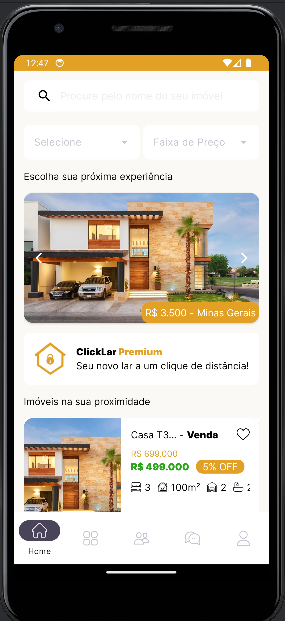 12:47
Procure pelo nome do seu imóvel
Selecione
Faixa de Preço
Escolha sua próxima experiência
R$ 3.500 - Minas Gerais
ClickLar Premium
Seu novo lar a um clique de distância!
Imóveis na sua proximidade
Casa T3... - Venda
R$ 699.000
R$ 499.000
5% OFF
3 100m² 2 2
Home